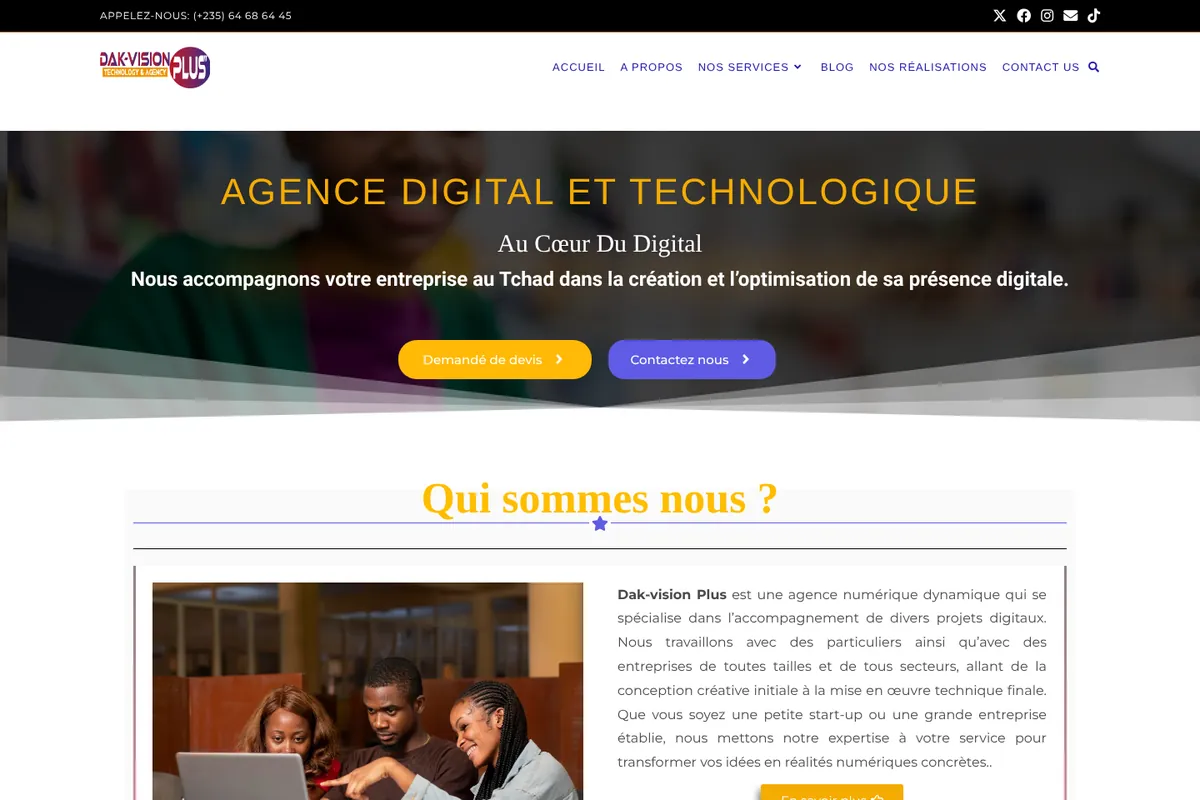 APPELEZ-NOUS: (+235) 64 68 64 45
DAK-VISION
TECHNOLOGY & AGENCY
PLUS
ACCUEIL
A PROPOS
NOS SERVICES
BLOG
NOS RÉALISATIONS
CONTACT US
AGENCE DIGITAL ET TECHNOLOGIQUE
Au Cœur Du Digital
Nous accompagnons votre entreprise au Tchad dans la création et l’optimisation de sa présence digitale.
Demandé de devis
Contactez nous
Qui sommes nous ?
Dak-vision Plus est une agence numérique dynamique qui se
spécialise dans l’accompagnement de divers projets digitaux.
Nous travaillons avec des particuliers ainsi qu’avec des
entreprises de toutes tailles et de tous secteurs, allant de la
conception créative initiale à la mise en œuvre technique finale.
Que vous soyez une petite start-up ou une grande entreprise
établie, nous mettons notre expertise à votre service pour
transformer vos idées en réalités numériques concrètes..
En savoir plus